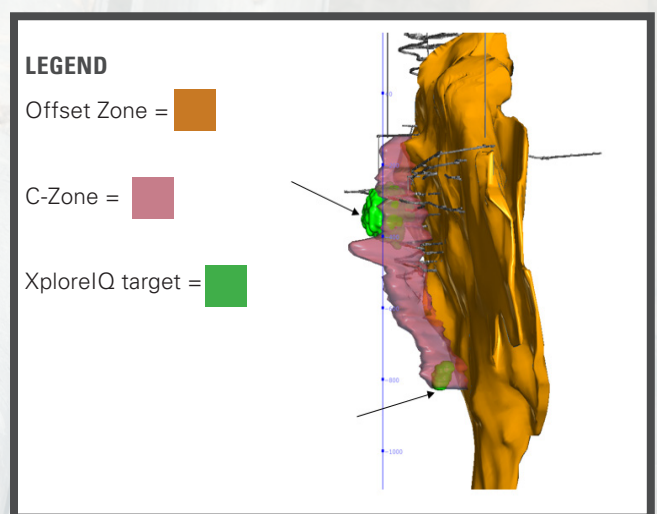 LEGEND
Offset Zone =
C-Zone =
XploreIQ target =
-800
-1000